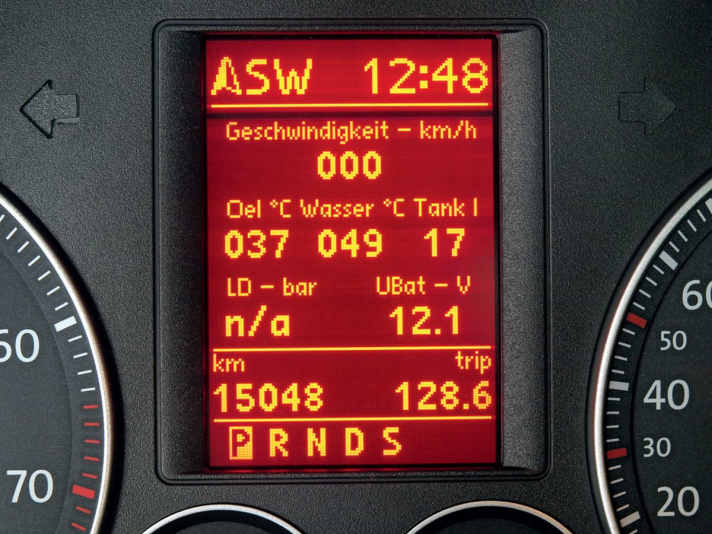 SW 12:48
Geschwindigkeit – km/h
000
Oel °C Wasser °C Tank l
037 049 17
LD – bar UBat – V
n/a 12.1
km trip
15048 128.6
P R N D S
60
70
60
50
40
30
20